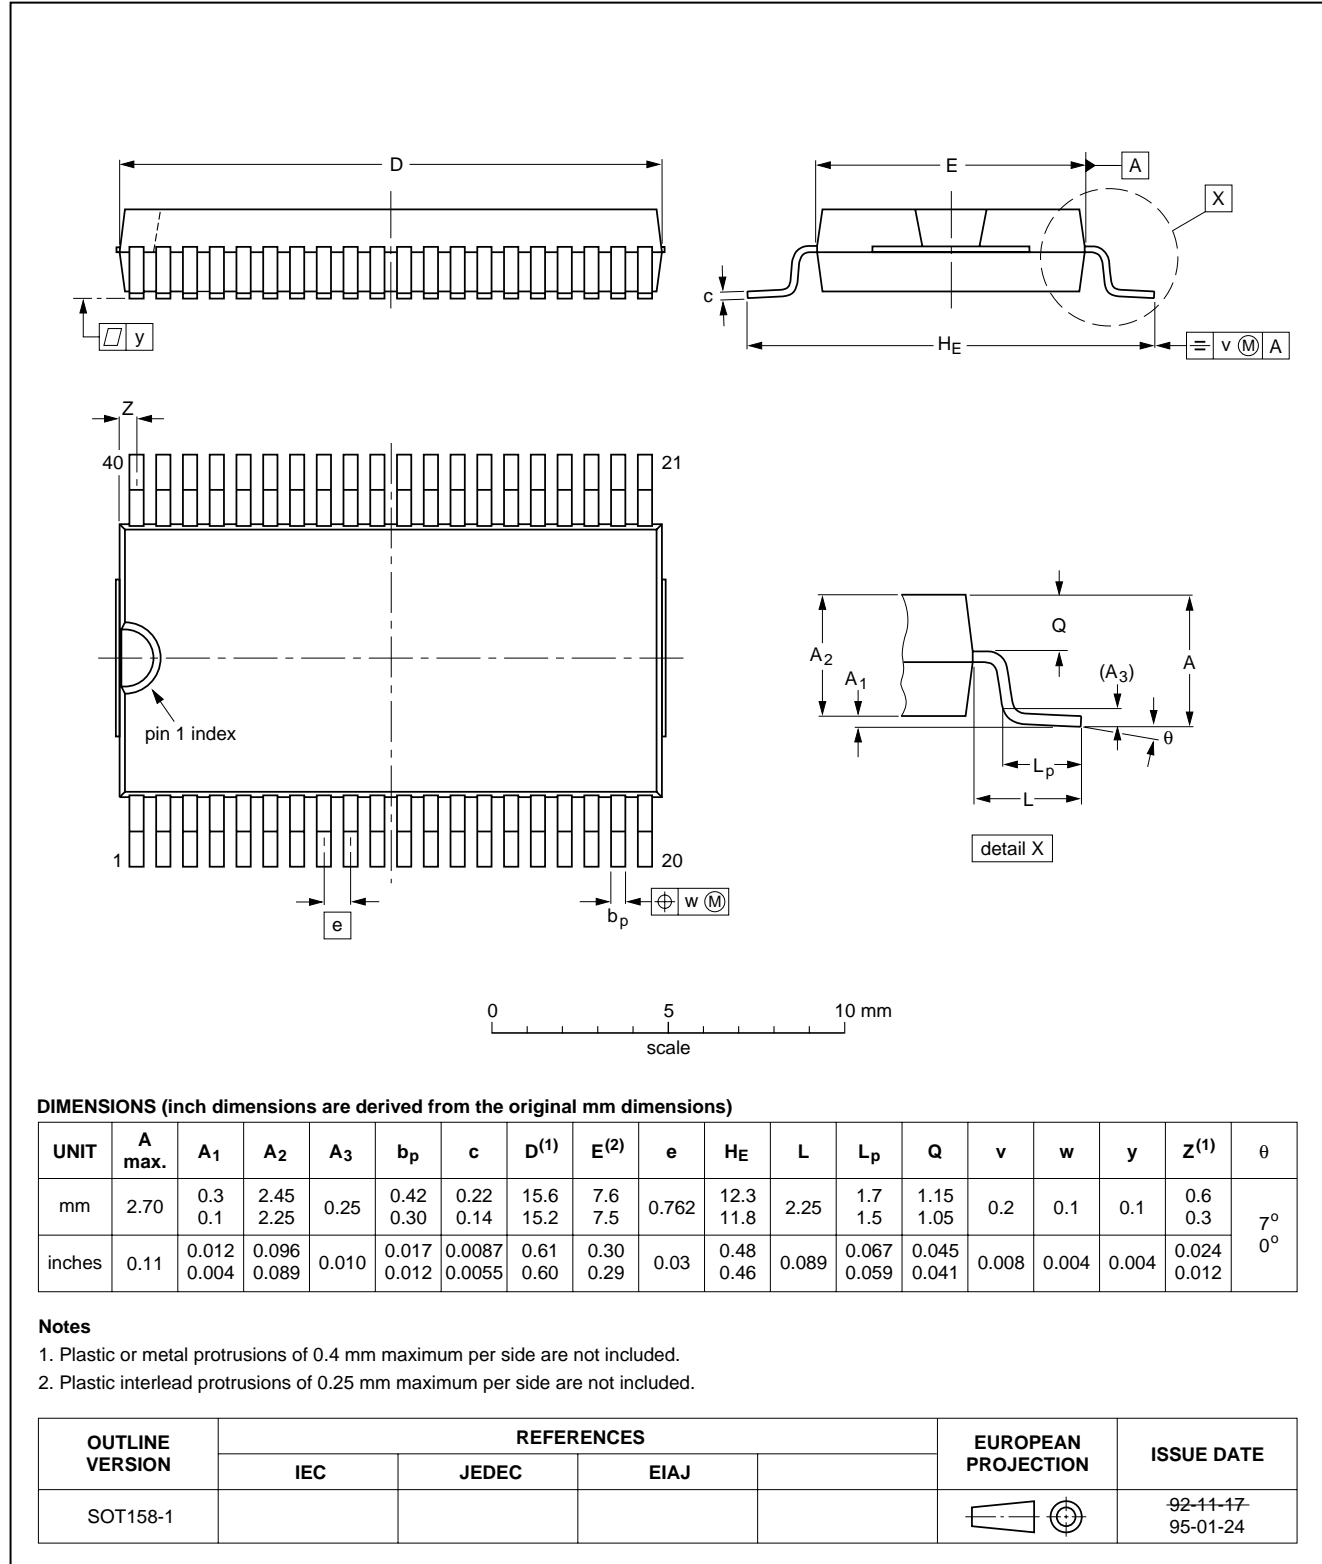 D
E
A
X
c
y
HE
v M A
Z
40
21
pin 1 index
1
20
e
bp
w M
Q
A2
A1
(A3)
A
θ
Lp
L
detail X
0 5 10 mm
scale
DIMENSIONS (inch dimensions are derived from the original mm dimensions)
UNIT A max. A1 A2 A3 bp c D(1) E(2) e HE L Lp Q v w y Z(1) θ
mm 2.70 0.3 0.1 2.45 2.25 0.25 0.42 0.30 0.22 0.14 15.6 15.2 7.6 7.5 0.762 12.3 11.8 2.25 1.7 1.5 1.15 1.05 0.2 0.1 0.1 0.6 0.3 7° 0°
inches 0.11 0.012 0.004 0.096 0.089 0.010 0.017 0.012 0.0087 0.0055 0.61 0.60 0.30 0.29 0.03 0.48 0.46 0.089 0.067 0.059 0.045 0.041 0.008 0.004 0.004 0.024 0.012
Notes
1. Plastic or metal protrusions of 0.4 mm maximum per side are not included.
2. Plastic interlead protrusions of 0.25 mm maximum per side are not included.
OUTLINE VERSION REFERENCES EUROPEAN PROJECTION ISSUE DATE
IEC JEDEC EIAJ
SOT158-1
92-11-17
95-01-24